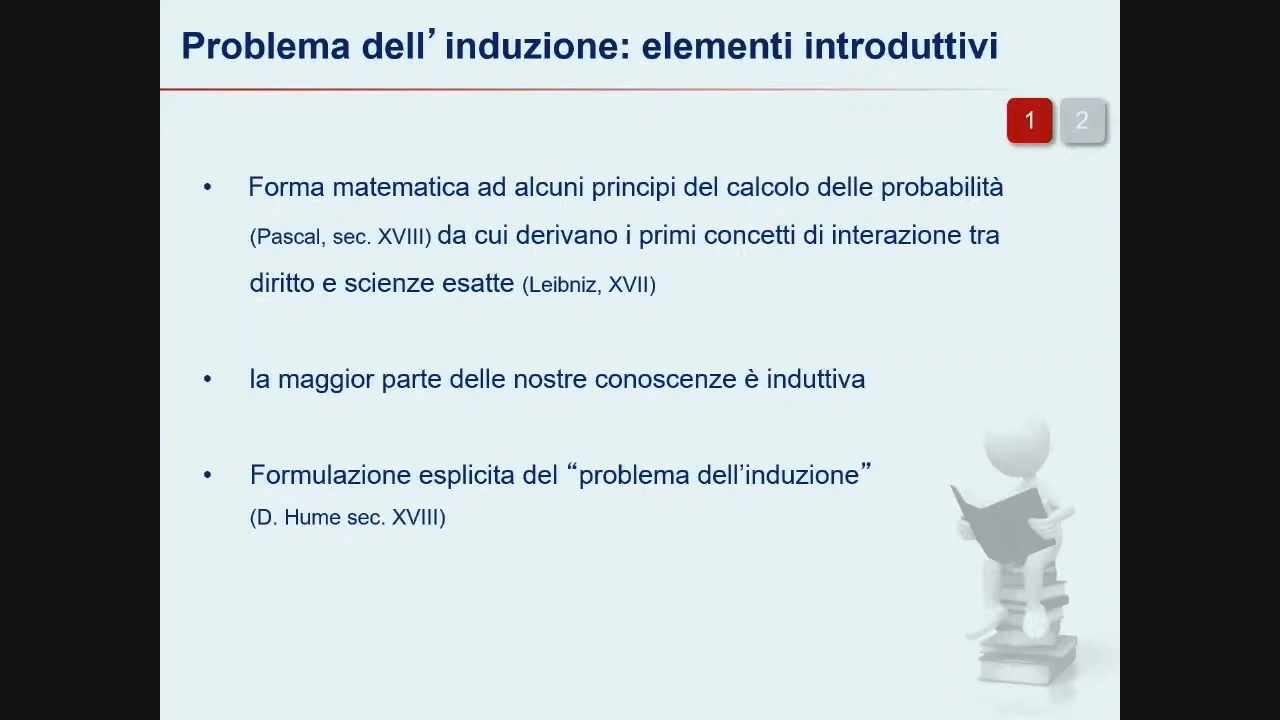 Problema dell’induzione: elementi introduttivi
1 2
• Forma matematica ad alcuni principi del calcolo delle probabilità
(Pascal, sec. XVIII) da cui derivano i primi concetti di interazione tra
diritto e scienze esatte (Leibniz, XVII)
• la maggior parte delle nostre conoscenze è induttiva
• Formulazione esplicita del “problema dell’induzione”
(D. Hume sec. XVIII)